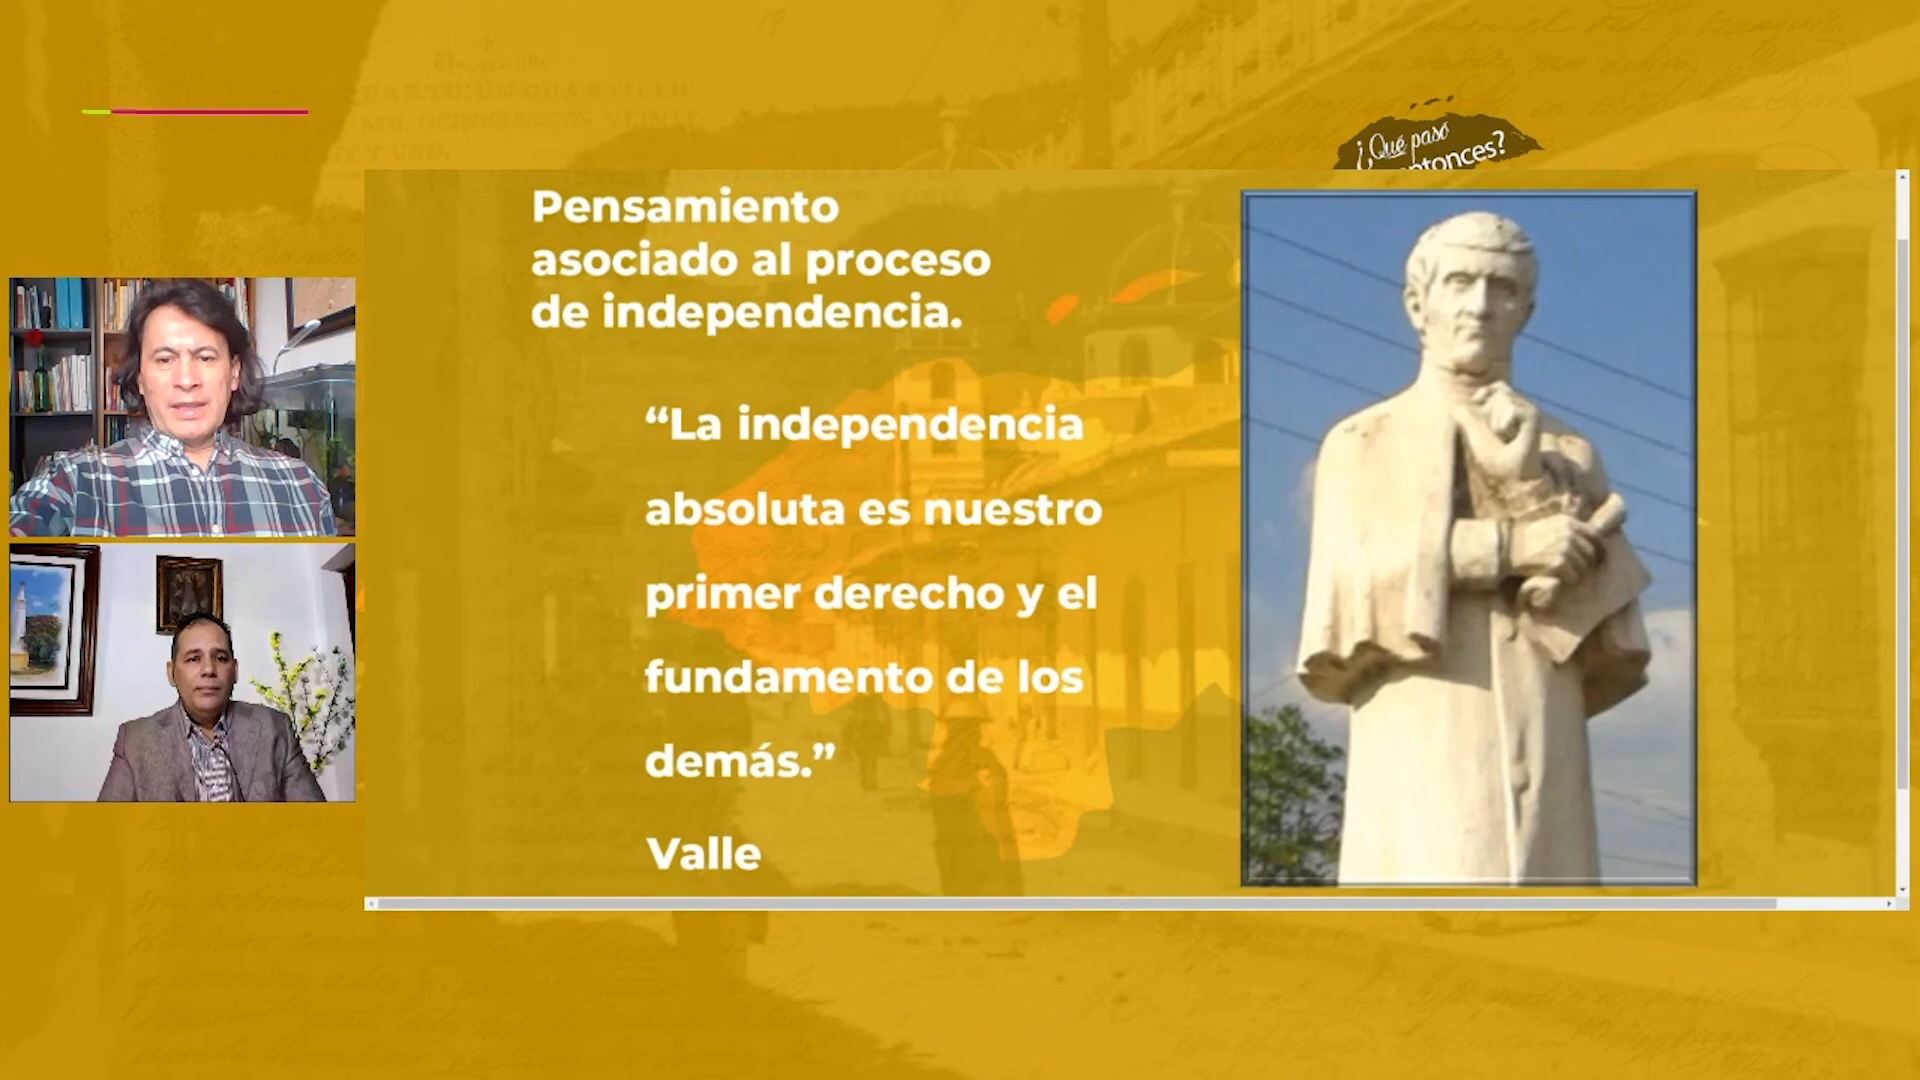 ¿Qué pasó
Pensamiento
asociado al proceso
de independencia.
“La independencia
absoluta es nuestro
primer derecho y el
fundamento de los
demás.”
Valle